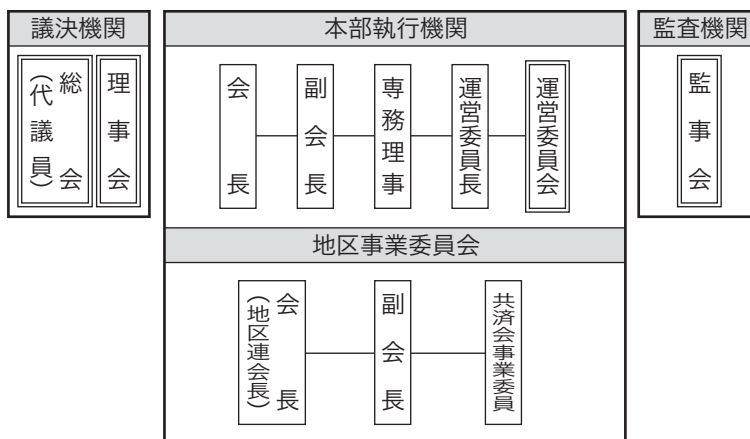 議決機関
総会
(代議員)
理事会
本部執行機関
会長
副会長
専務理事
運営委員長
運営委員会
地区事業委員会
会長
(地区連会長)
副会長
共済会事業委員
監査機関
監事会